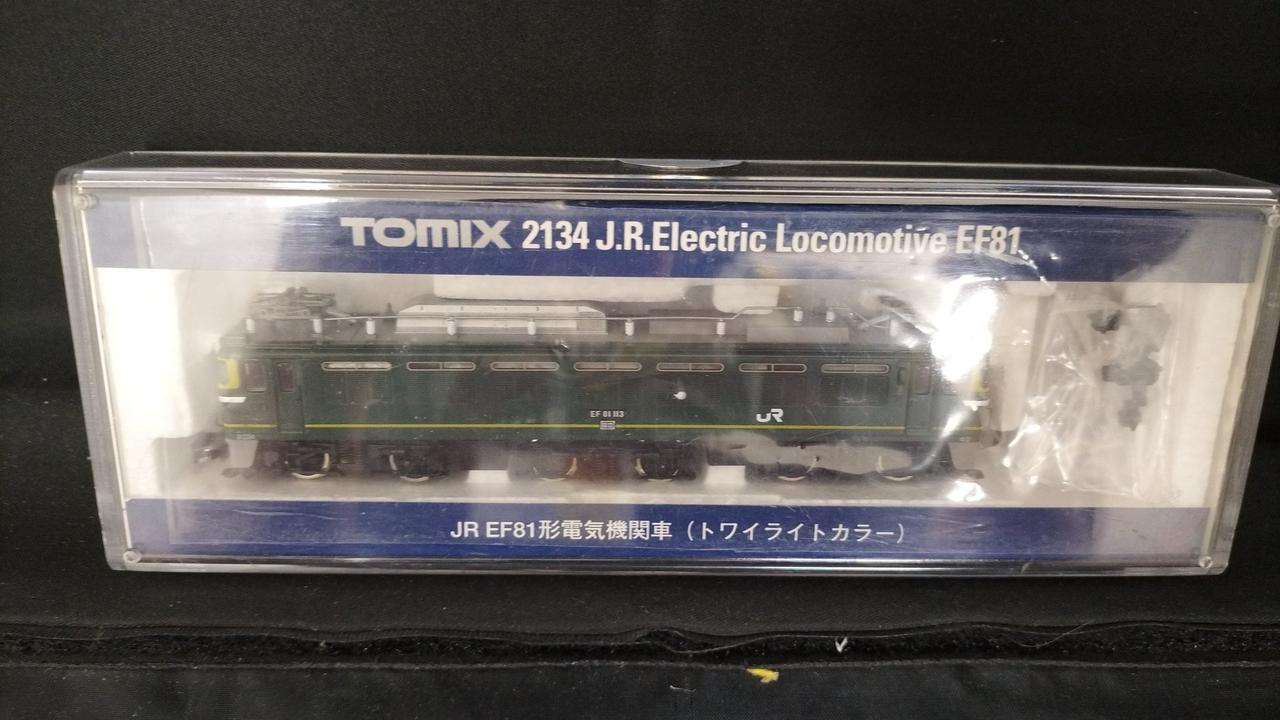 TOMIX 2134 J.R.Electric Locomotive EF81
EF 81 113
JR
JR EF81形電気機関車（トワイライトカラー）